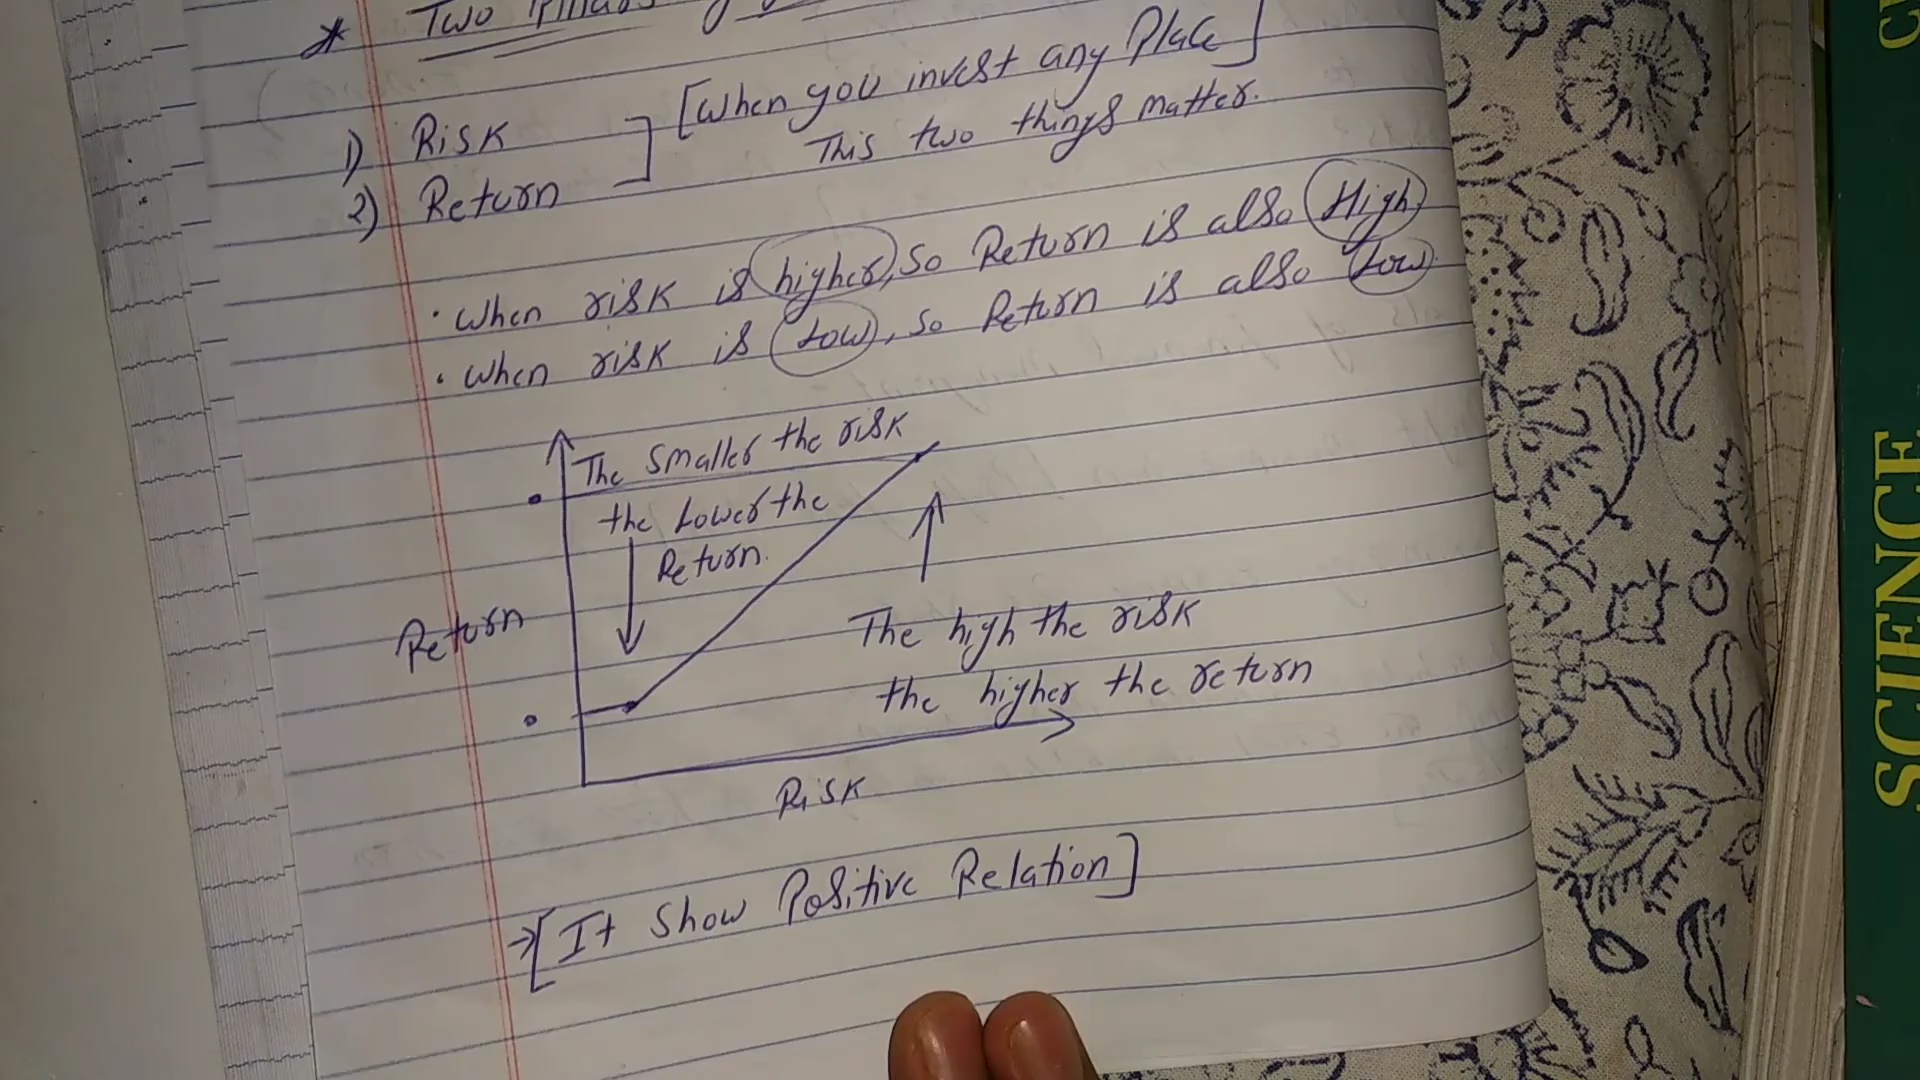 * Two Pillars
1) Risk
2) Return
[When you invest any Place]
This two things matter.
• When risk is higher, so Return is also High
• When risk is Low, so Return is also Low
The smaller the risk
the Lower the
Return.
Return
The high the risk
the higher the return
Risk
→ [It Show Positive Relation]
SCIENCE